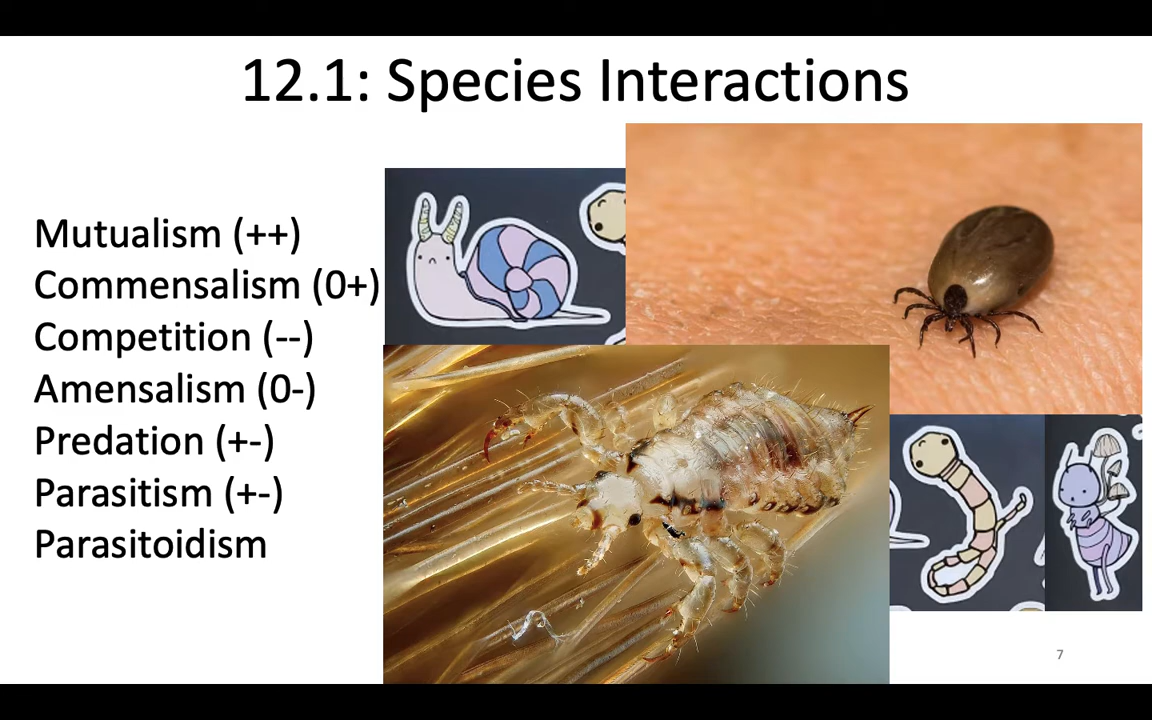 12.1: Species Interactions
Mutualism (++)
Commensalism (0+)
Competition (--)
Amensalism (0-)
Predation (+-)
Parasitism (+-)
Parasitoidism
7